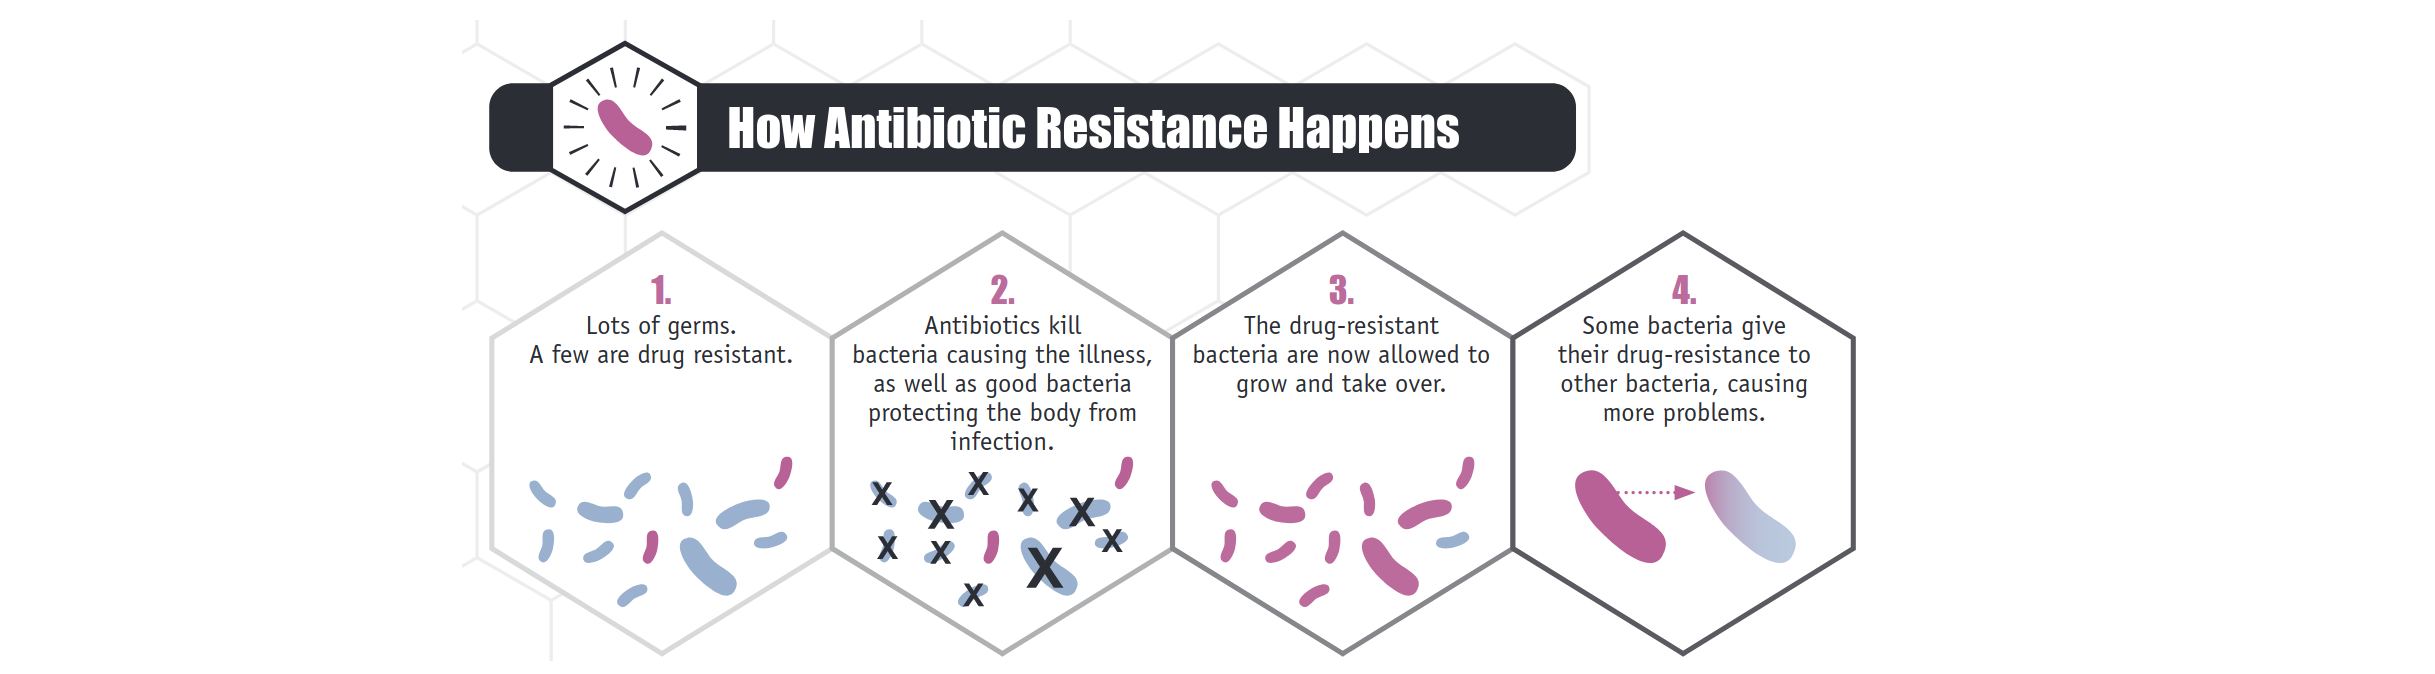 How Antibiotic Resistance Happens
1.
Lots of germs.
A few are drug resistant.
2.
Antibiotics kill
bacteria causing the illness,
as well as good bacteria
protecting the body from
infection.
X
X
X
X
X
X
X
X
X
X
3.
The drug-resistant
bacteria are now allowed to
grow and take over.
4.
Some bacteria give
their drug-resistance to
other bacteria, causing
more problems.